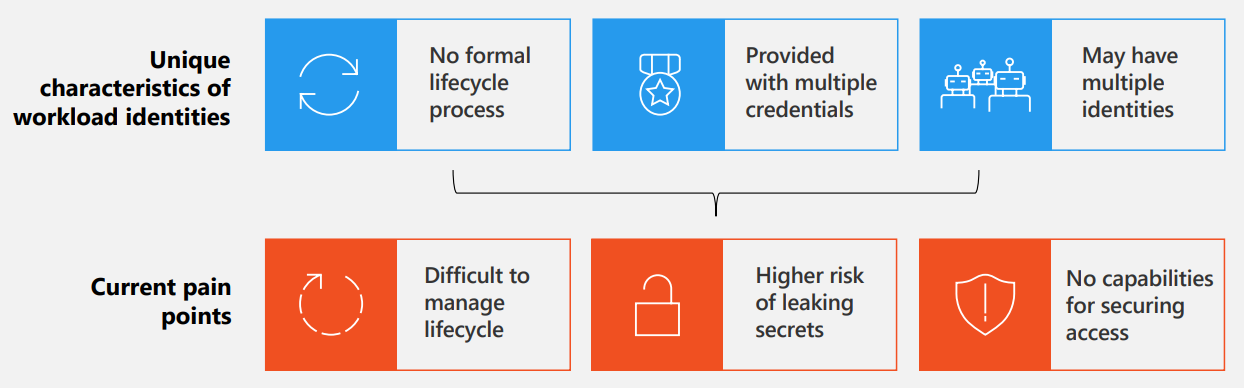 Unique
characteristics of
workload identities
No formal
lifecycle
process
Provided
with multiple
credentials
May have
multiple
identities
Current pain
points
Difficult to
manage
lifecycle
Higher risk
of leaking
secrets
No capabilities
for securing
access